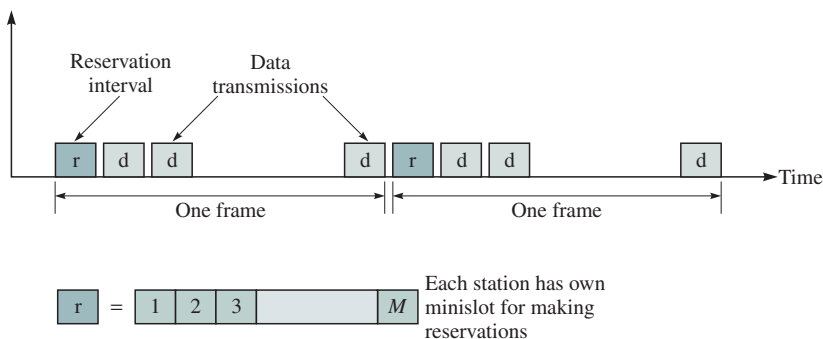 Reservation
interval
Data
transmissions
r d d d r d d d
Time
One frame One frame
r = 1 2 3 M
Each station has own
minislot for making
reservations